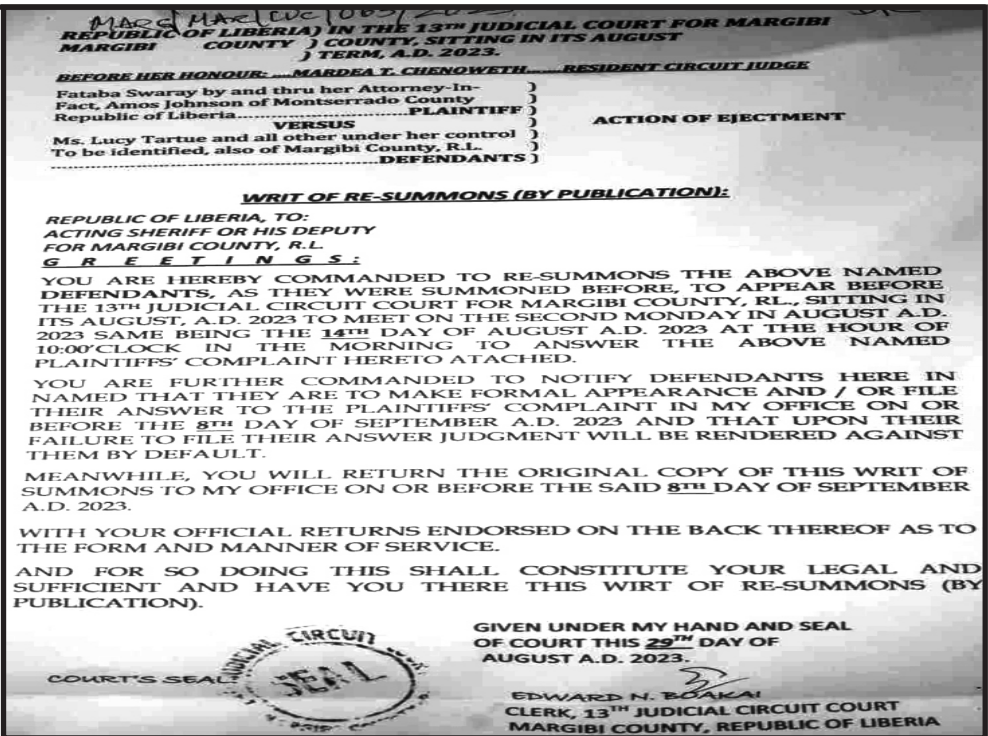 REPUBLIC OF LIBERIA) IN THE 13TH JUDICIAL COURT FOR MARGIBI
MARGIBI COUNTY ) COUNTY, SITTING IN ITS AUGUST
) TERM, A.D. 2023.
BEFORE HER HONOUR: ....MARDEA T. CHENOWETH......RESIDENT CIRCUIT JUDGE
Fataba Swaray by and thru her Attorney-In- )
Fact, Amos Johnson of Montserrado County )
Republic of Liberia..............................PLAINTIFF )
VERSUS )
ACTION OF EJECTMENT
Ms. Lucy Tartue and all other under her control )
To be identified, also of Margibi County, R.L. )
..........................................DEFENDANTS )
WRIT OF RE-SUMMONS (BY PUBLICATION):
REPUBLIC OF LIBERIA, TO:
ACTING SHERIFF OR HIS DEPUTY
FOR MARGIBI COUNTY, R.L.
G R E E T I N G S :
YOU ARE HEREBY COMMANDED TO RE-SUMMONS THE ABOVE NAMED
DEFENDANTS, AS THEY WERE SUMMONED BEFORE, TO APPEAR BEFORE
THE 13TH JUDICIAL CIRCUIT COURT FOR MARGIBI COUNTY, RL., SITTING IN
ITS AUGUST, A.D. 2023 TO MEET ON THE SECOND MONDAY IN AUGUST A.D.
2023 SAME BEING THE 14TH DAY OF AUGUST A.D. 2023 AT THE HOUR OF
10:00'CLOCK IN THE MORNING TO ANSWER THE ABOVE NAMED
PLAINTIFFS' COMPLAINT HERETO ATACHED.
YOU ARE FURTHER COMMANDED TO NOTIFY DEFENDANTS HERE IN
NAMED THAT THEY ARE TO MAKE FORMAL APPEARANCE AND / OR FILE
THEIR ANSWER TO THE PLAINTIFFS' COMPLAINT IN MY OFFICE ON OR
BEFORE THE 8TH DAY OF SEPTEMBER A.D. 2023 AND THAT UPON THEIR
FAILURE TO FILE THEIR ANSWER JUDGMENT WILL BE RENDERED AGAINST
THEM BY DEFAULT.
MEANWHILE, YOU WILL RETURN THE ORIGINAL COPY OF THIS WRIT OF
SUMMONS TO MY OFFICE ON OR BEFORE THE SAID 8TH DAY OF SEPTEMBER
A.D. 2023.
WITH YOUR OFFICIAL RETURNS ENDORSED ON THE BACK THEREOF AS TO
THE FORM AND MANNER OF SERVICE.
AND FOR SO DOING THIS SHALL CONSTITUTE YOUR LEGAL AND
SUFFICIENT AND HAVE YOU THERE THIS WIRT OF RE-SUMMONS (BY
PUBLICATION).
GIVEN UNDER MY HAND AND SEAL
OF COURT THIS 29TH DAY OF
AUGUST A.D. 2023.
COURT'S SEAL
JUDICIAL CIRCUIT
SEAL
EDWARD N. BOAKAI
CLERK, 13TH JUDICIAL CIRCUIT COURT
MARGIBI COUNTY, REPUBLIC OF LIBERIA